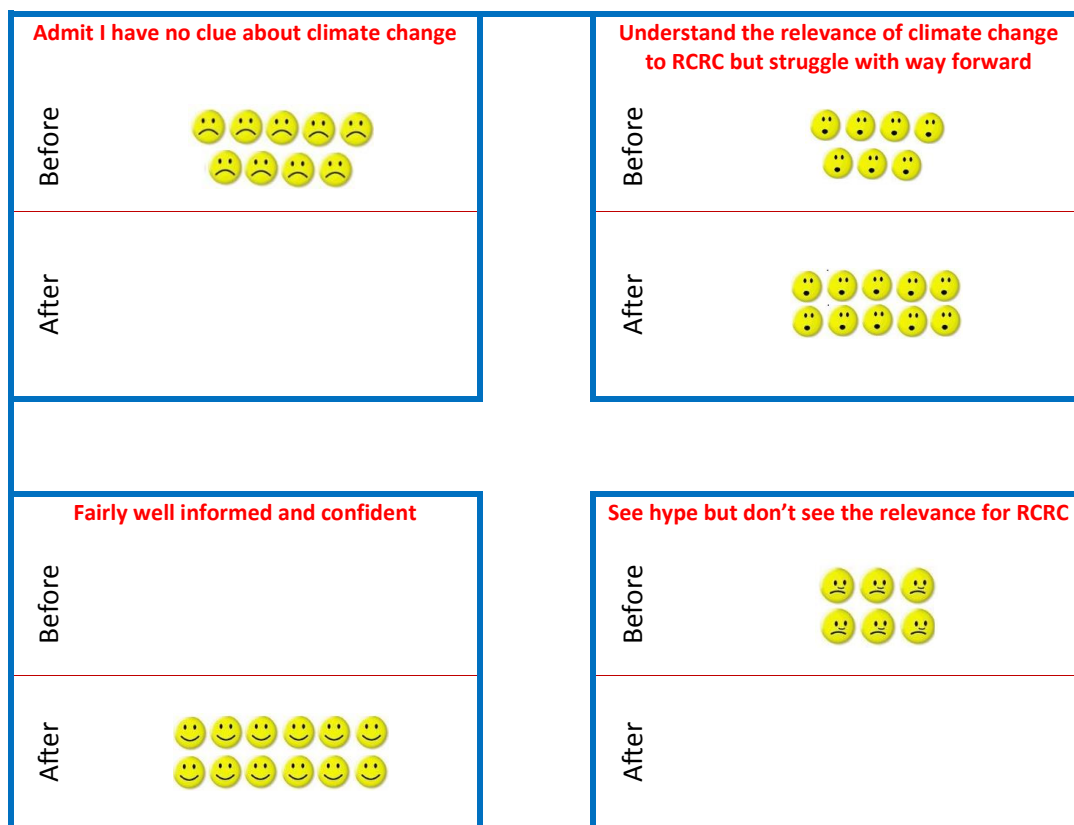 Admit I have no clue about climate change
Before
After
Understand the relevance of climate change
to RCRC but struggle with way forward
Before
After
Fairly well informed and confident
Before
After
See hype but don’t see the relevance for RCRC
Before
After